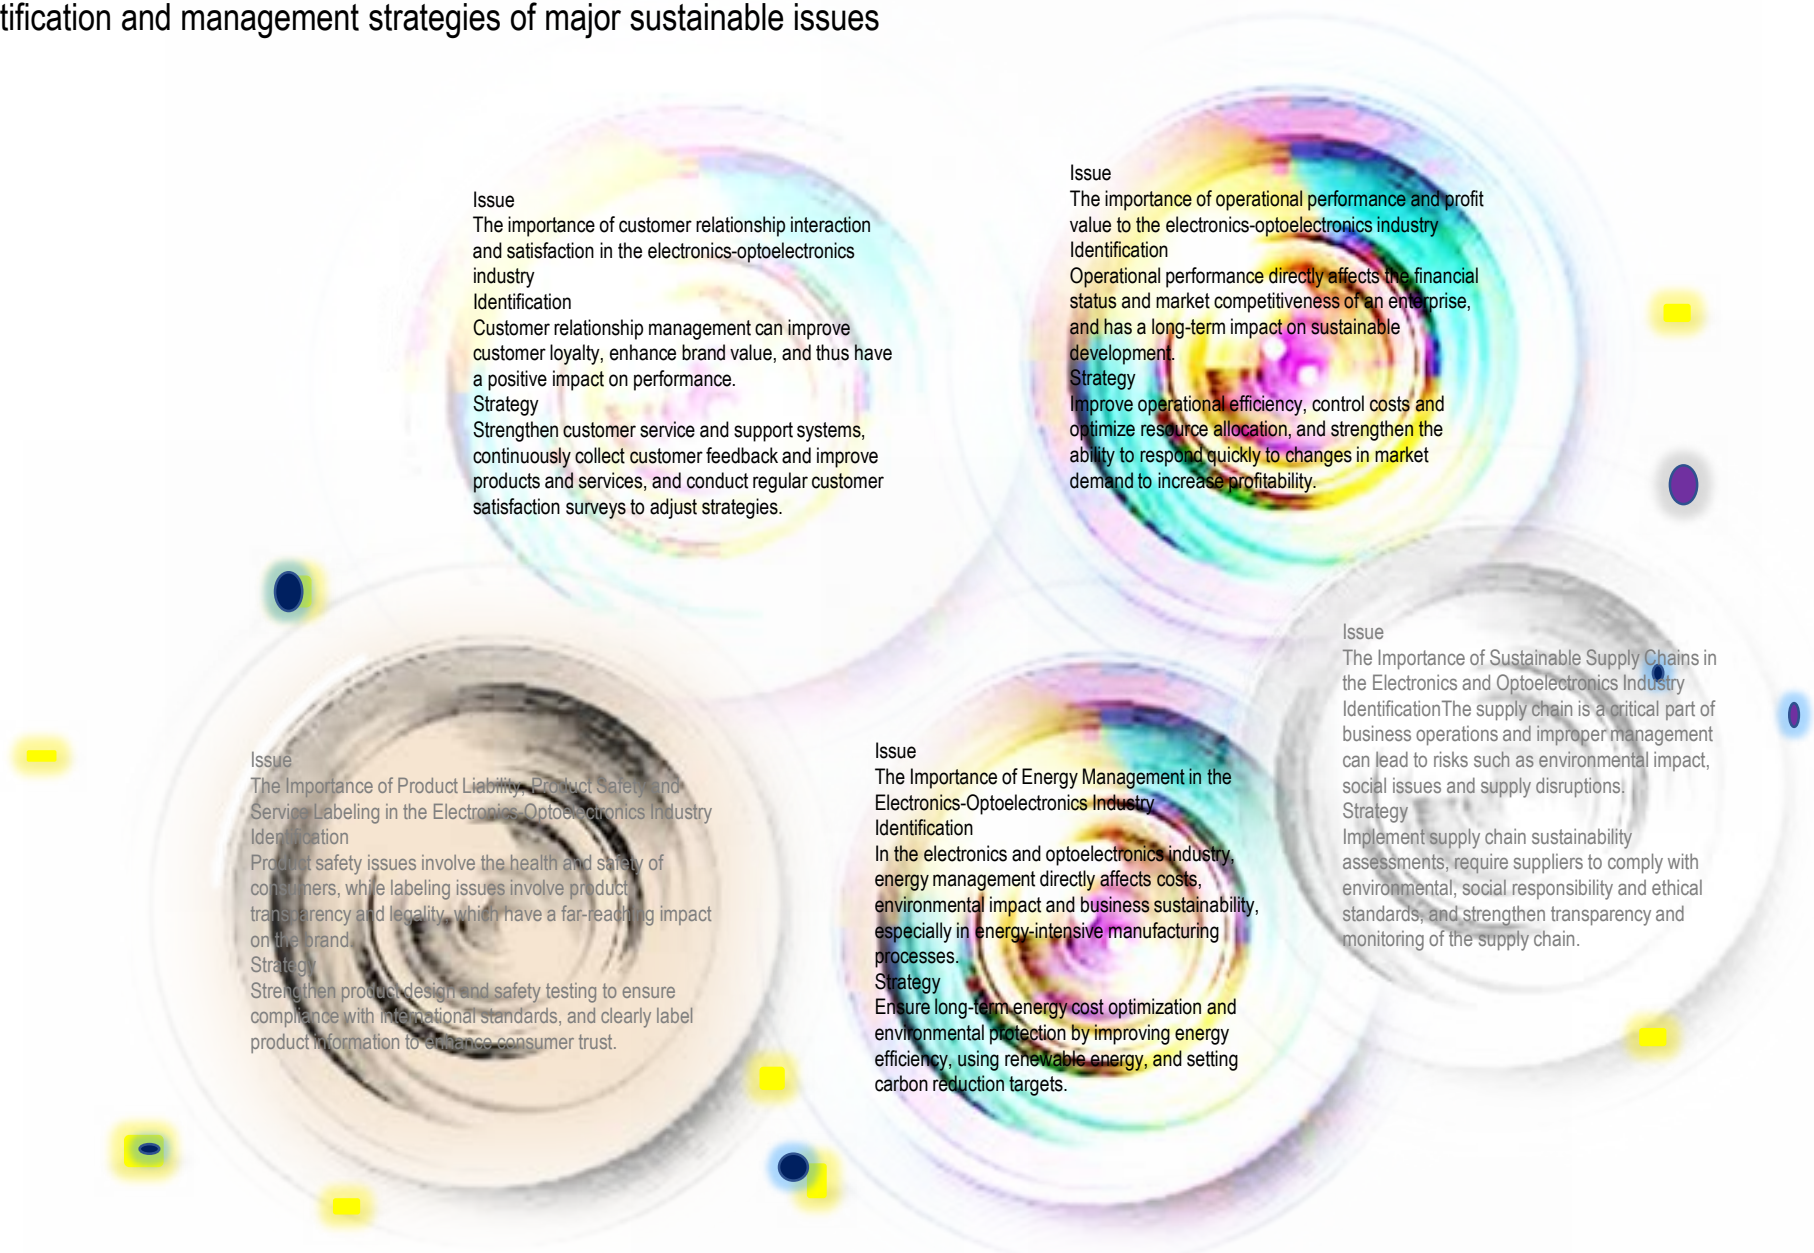 tification and management strategies of major sustainable issues
Issue
The importance of customer relationship interaction
and satisfaction in the electronics-optoelectronics
industry
Identification
Customer relationship management can improve
customer loyalty, enhance brand value, and thus have
a positive impact on performance.
Strategy
Strengthen customer service and support systems,
continuously collect customer feedback and improve
products and services, and conduct regular customer
satisfaction surveys to adjust strategies.
Issue
The importance of operational performance and profit
value to the electronics-optoelectronics industry
Identification
Operational performance directly affects the financial
status and market competitiveness of an enterprise,
and has a long-term impact on sustainable
development.
Strategy
Improve operational efficiency, control costs and
optimize resource allocation, and strengthen the
ability to respond quickly to changes in market
demand to increase profitability.
Issue
The Importance of Product Liability, Product Safety and
Service Labeling in the Electronics-Optoelectronics Industry
Identification
Product safety issues involve the health and safety of
consumers, while labeling issues involve product
transparency and legality, which have a far-reaching impact
on the brand.
Strategy
Strengthen product design and safety testing to ensure
compliance with international standards, and clearly label
product information to enhance consumer trust.
Issue
The Importance of Energy Management in the
Electronics-Optoelectronics Industry
Identification
In the electronics and optoelectronics industry,
energy management directly affects costs,
environmental impact and business sustainability,
especially in energy-intensive manufacturing
processes.
Strategy
Ensure long-term energy cost optimization and
environmental protection by improving energy
efficiency, using renewable energy, and setting
carbon reduction targets.
Issue
The Importance of Sustainable Supply Chains in
the Electronics and Optoelectronics Industry
IdentificationThe supply chain is a critical part of
business operations and improper management
can lead to risks such as environmental impact,
social issues and supply disruptions.
Strategy
Implement supply chain sustainability
assessments, require suppliers to comply with
environmental, social responsibility and ethical
standards, and strengthen transparency and
monitoring of the supply chain.